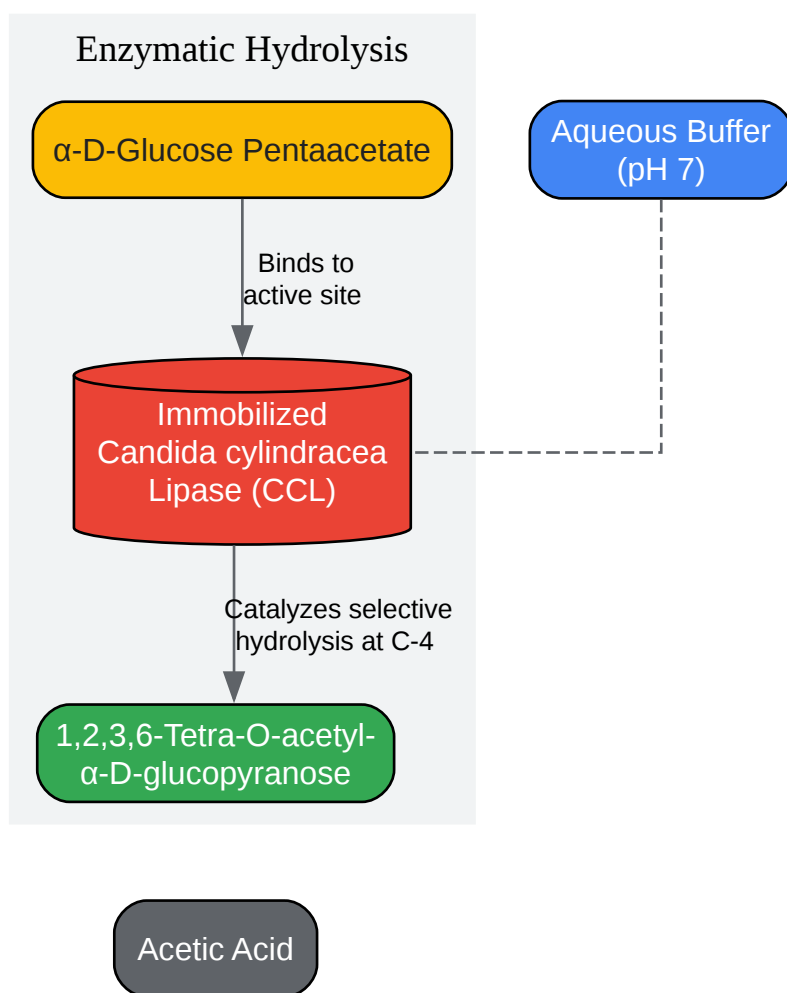 Enzymatic Hydrolysis
α-D-Glucose Pentaacetate
Aqueous Buffer
(pH 7)
Binds to
active site
Immobilized
Candida cylindracea
Lipase (CCL)
Catalyzes selective
hydrolysis at C-4
1,2,3,6-Tetra-O-acetyl-
α-D-glucopyranose
Acetic Acid